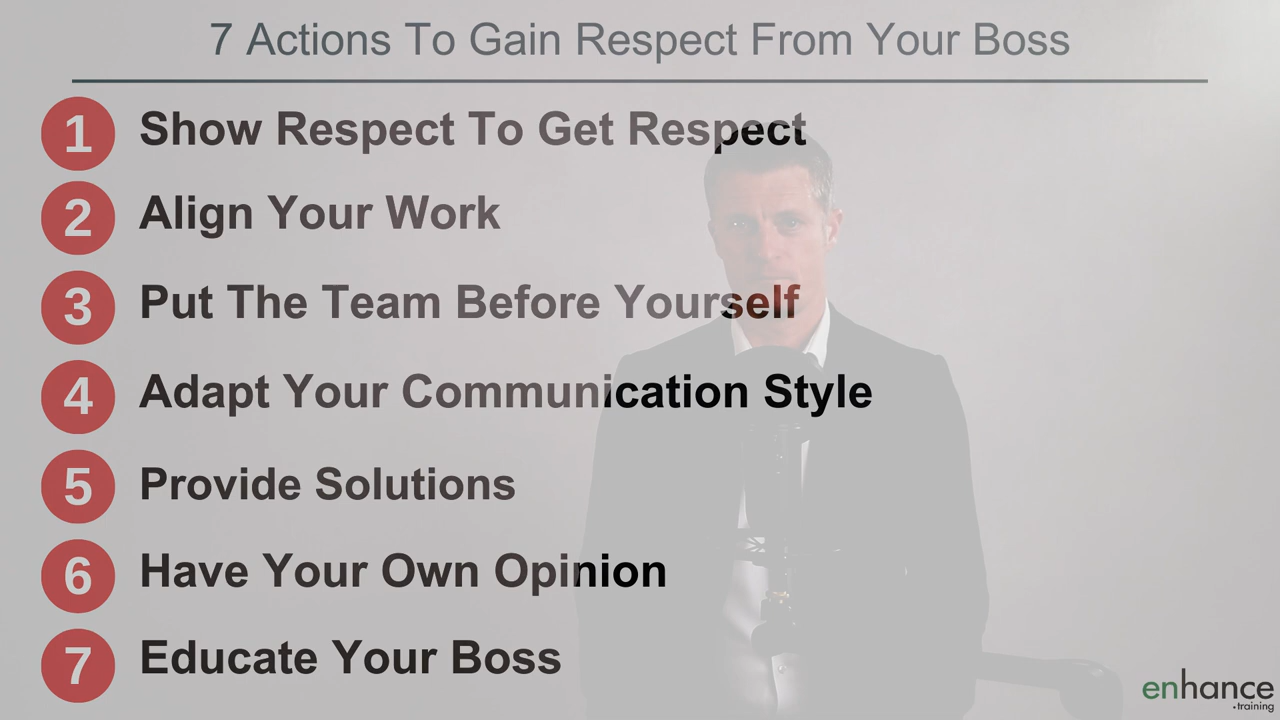 7 Actions To Gain Respect From Your Boss
1 Show Respect To Get Respect
2 Align Your Work
3 Put The Team Before Yourself
4 Adapt Your Communication Style
5 Provide Solutions
6 Have Your Own Opinion
7 Educate Your Boss
enhance
.training